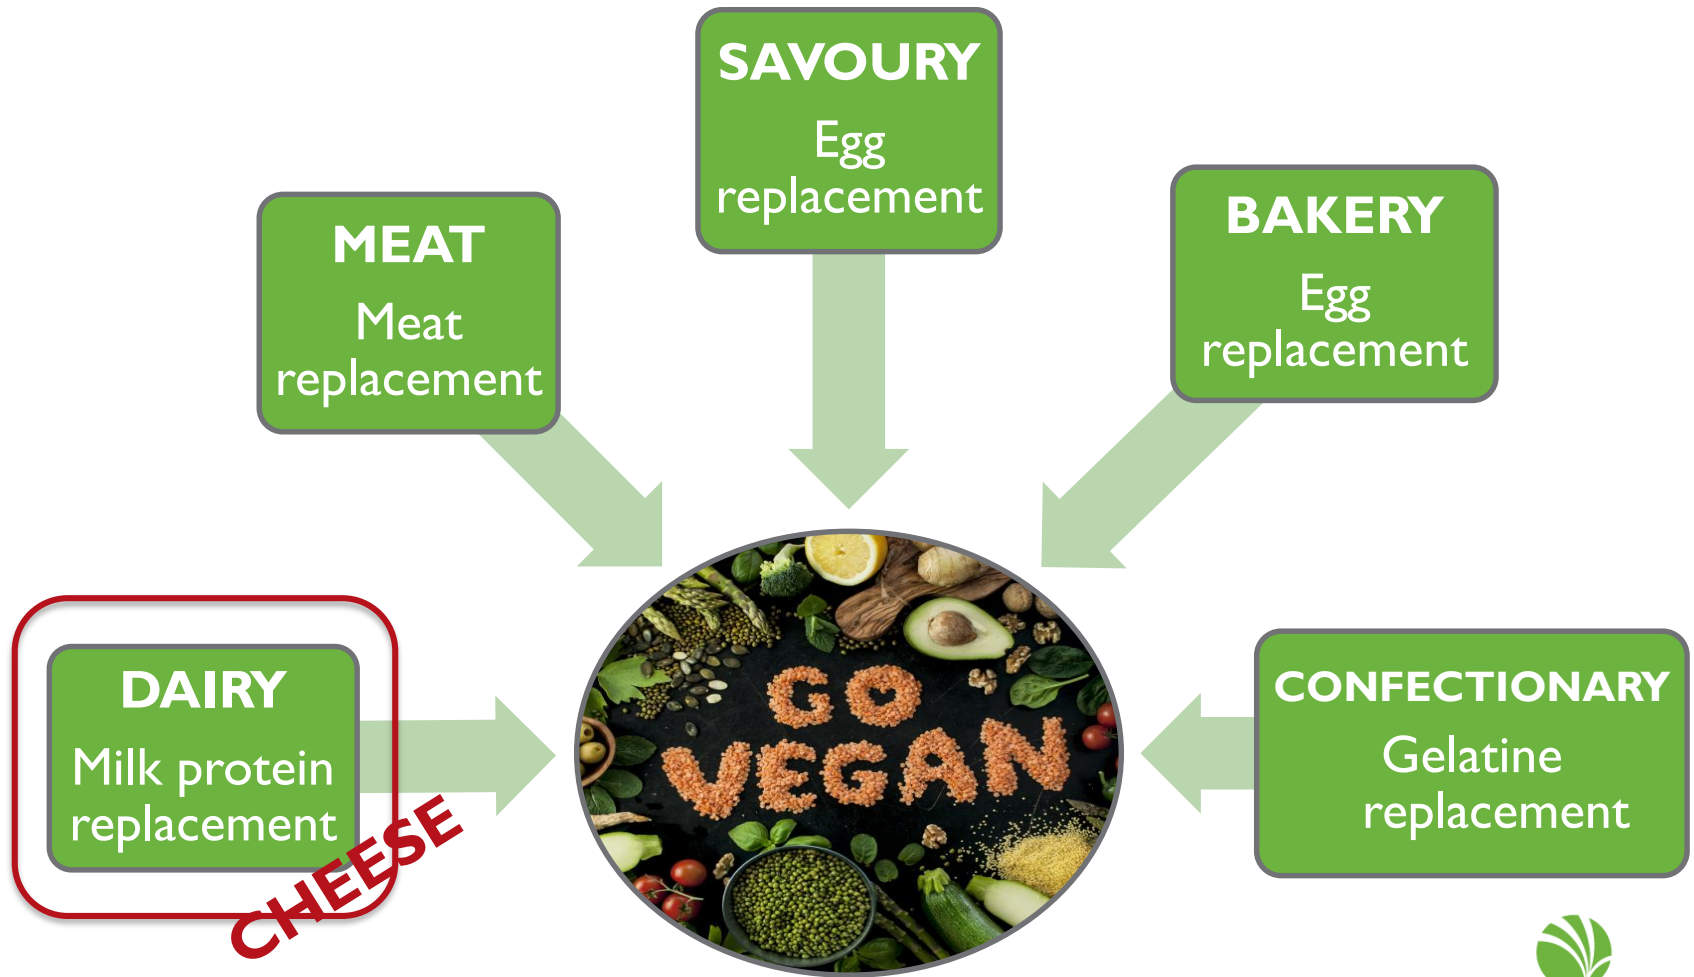 SAVOURY
Egg
replacement
MEAT
Meat
replacement
BAKERY
Egg
replacement
DAIRY
Milk protein
replacement
CHEESE
GO
VEGAN
CONFECTIONARY
Gelatine
replacement